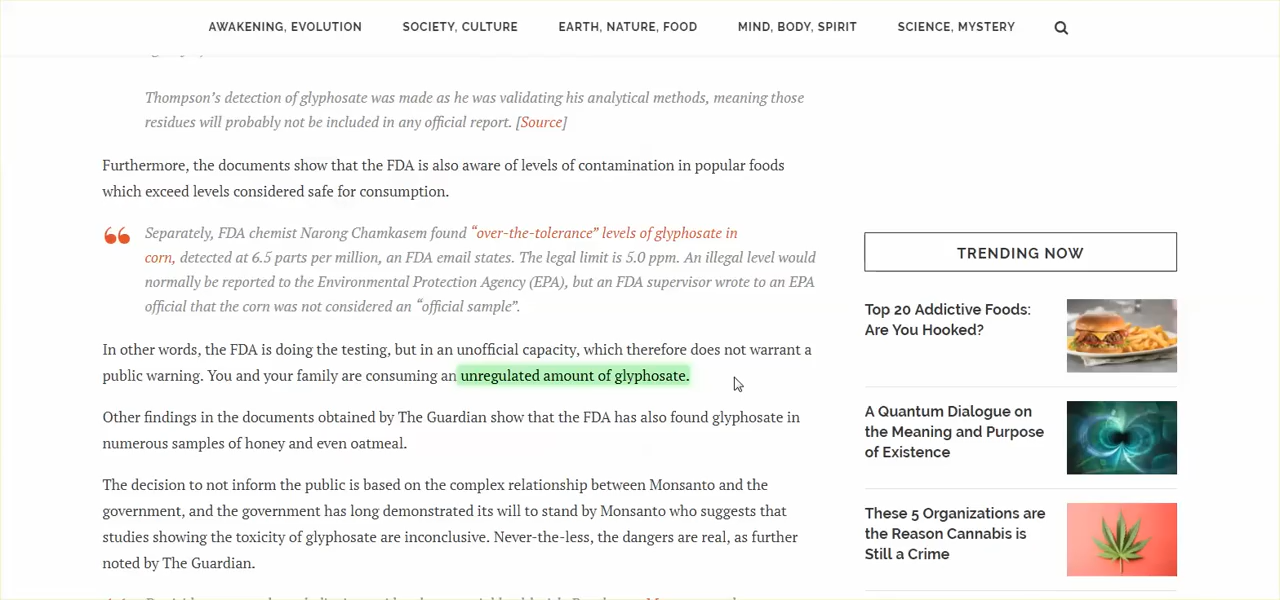 AWAKENING, EVOLUTION SOCIETY, CULTURE EARTH, NATURE, FOOD MIND, BODY, SPIRIT SCIENCE, MYSTERY
Thompson’s detection of glyphosate was made as he was validating his analytical methods, meaning those
residues will probably not be included in any official report. [Source]
Furthermore, the documents show that the FDA is also aware of levels of contamination in popular foods
which exceed levels considered safe for consumption.
Separately, FDA chemist Narong Chamkasem found “over-the-tolerance” levels of glyphosate in
corn, detected at 6.5 parts per million, an FDA email states. The legal limit is 5.0 ppm. An illegal level would
normally be reported to the Environmental Protection Agency (EPA), but an FDA supervisor wrote to an EPA
official that the corn was not considered an “official sample”.
In other words, the FDA is doing the testing, but in an unofficial capacity, which therefore does not warrant a
public warning. You and your family are consuming an unregulated amount of glyphosate.
Other findings in the documents obtained by The Guardian show that the FDA has also found glyphosate in
numerous samples of honey and even oatmeal.
The decision to not inform the public is based on the complex relationship between Monsanto and the
government, and the government has long demonstrated its will to stand by Monsanto who suggests that
studies showing the toxicity of glyphosate are inconclusive. Never-the-less, the dangers are real, as further
noted by The Guardian.
TRENDING NOW
Top 20 Addictive Foods:
Are You Hooked?
A Quantum Dialogue on
the Meaning and Purpose
of Existence
These 5 Organizations are
the Reason Cannabis is
Still a Crime